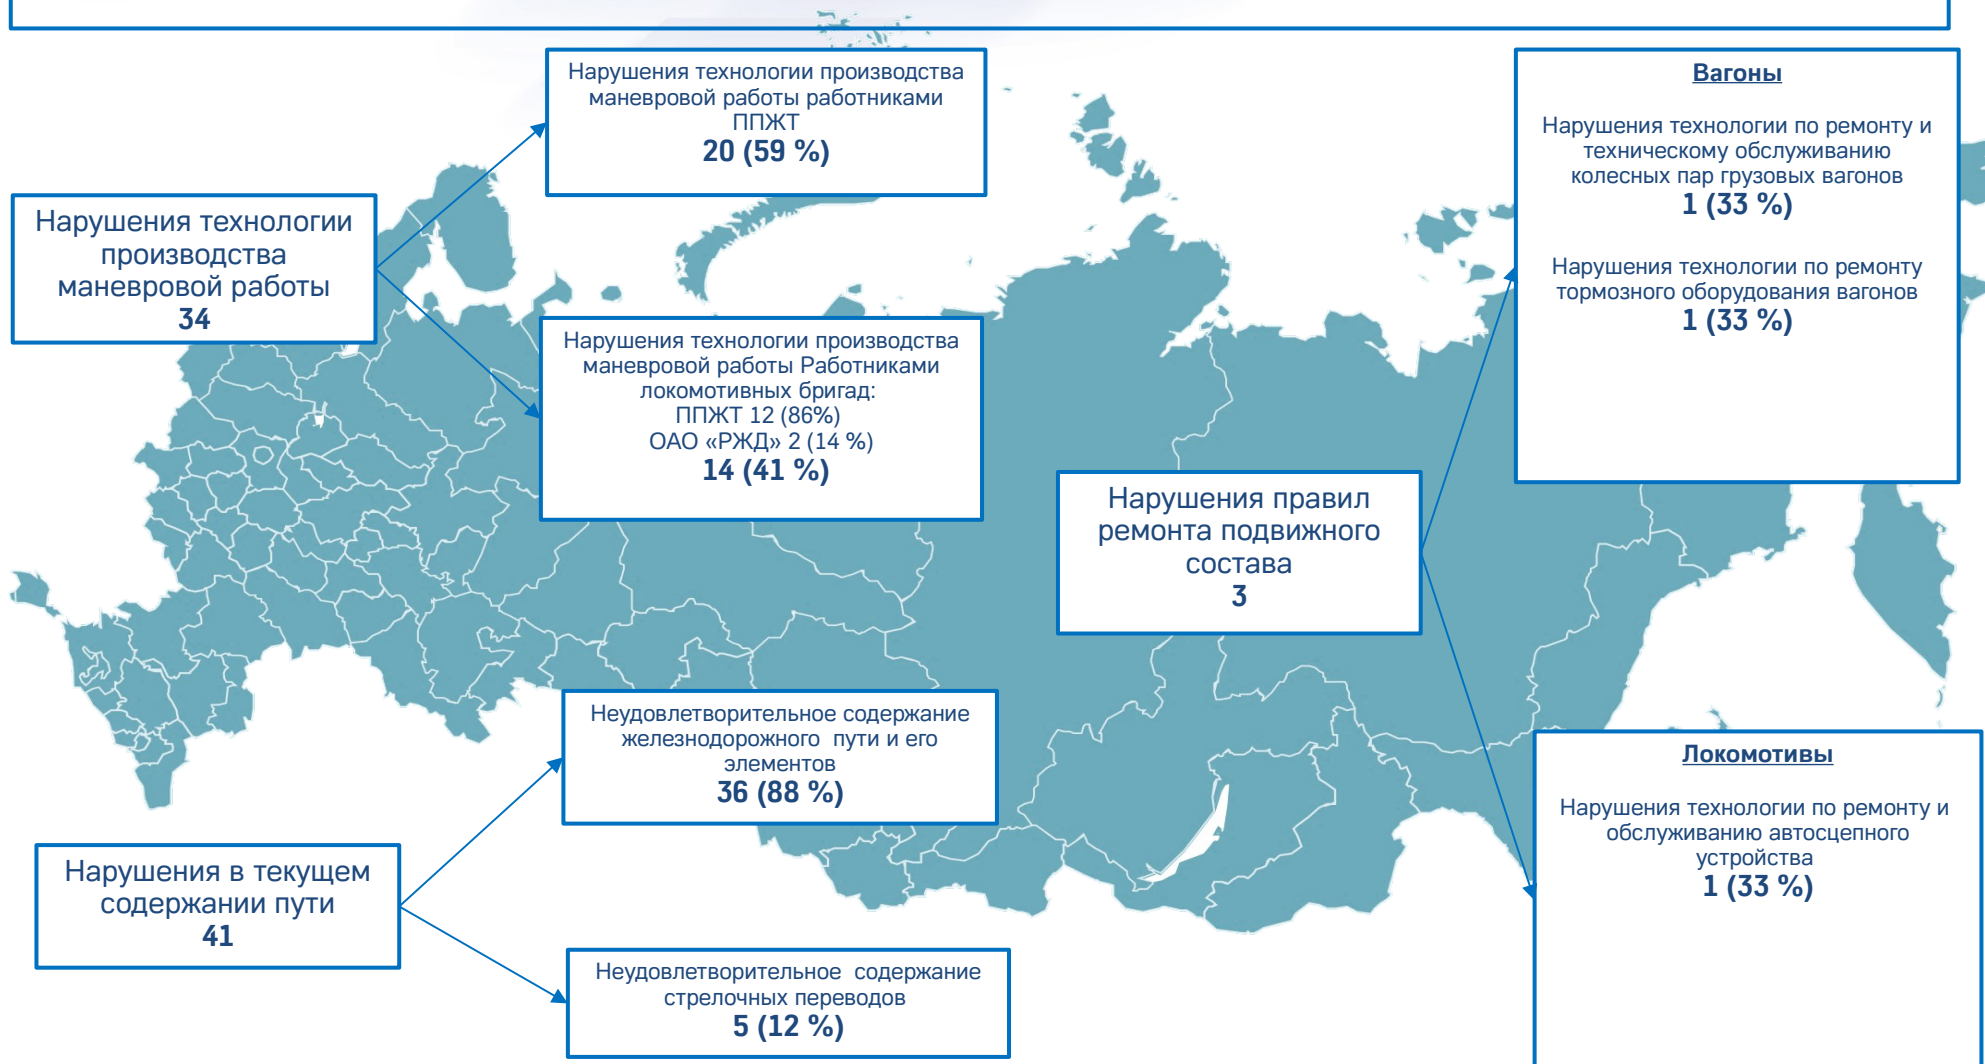 Нарушения технологии производства
маневровой работы работниками
ППЖТ
20 (59 %)
Нарушения технологии
производства
маневровой работы
34
Нарушения технологии производства
маневровой работы Работниками
локомотивных бригад:
ППЖТ 12 (86%)
ОАО «РЖД» 2 (14 %)
14 (41 %)
Вагоны
Нарушения технологии по ремонту и
техническому обслуживанию
колесных пар грузовых вагонов
1 (33 %)
Нарушения технологии по ремонту
тормозного оборудования вагонов
1 (33 %)
Нарушения правил
ремонта подвижного
состава
3
Неудовлетворительное содержание
железнодорожного пути и его
элементов
36 (88 %)
Нарушения в текущем
содержании пути
41
Неудовлетворительное содержание
стрелочных переводов
5 (12 %)
Локомотивы
Нарушения технологии по ремонту и
обслуживанию автосцепного
устройства
1 (33 %)